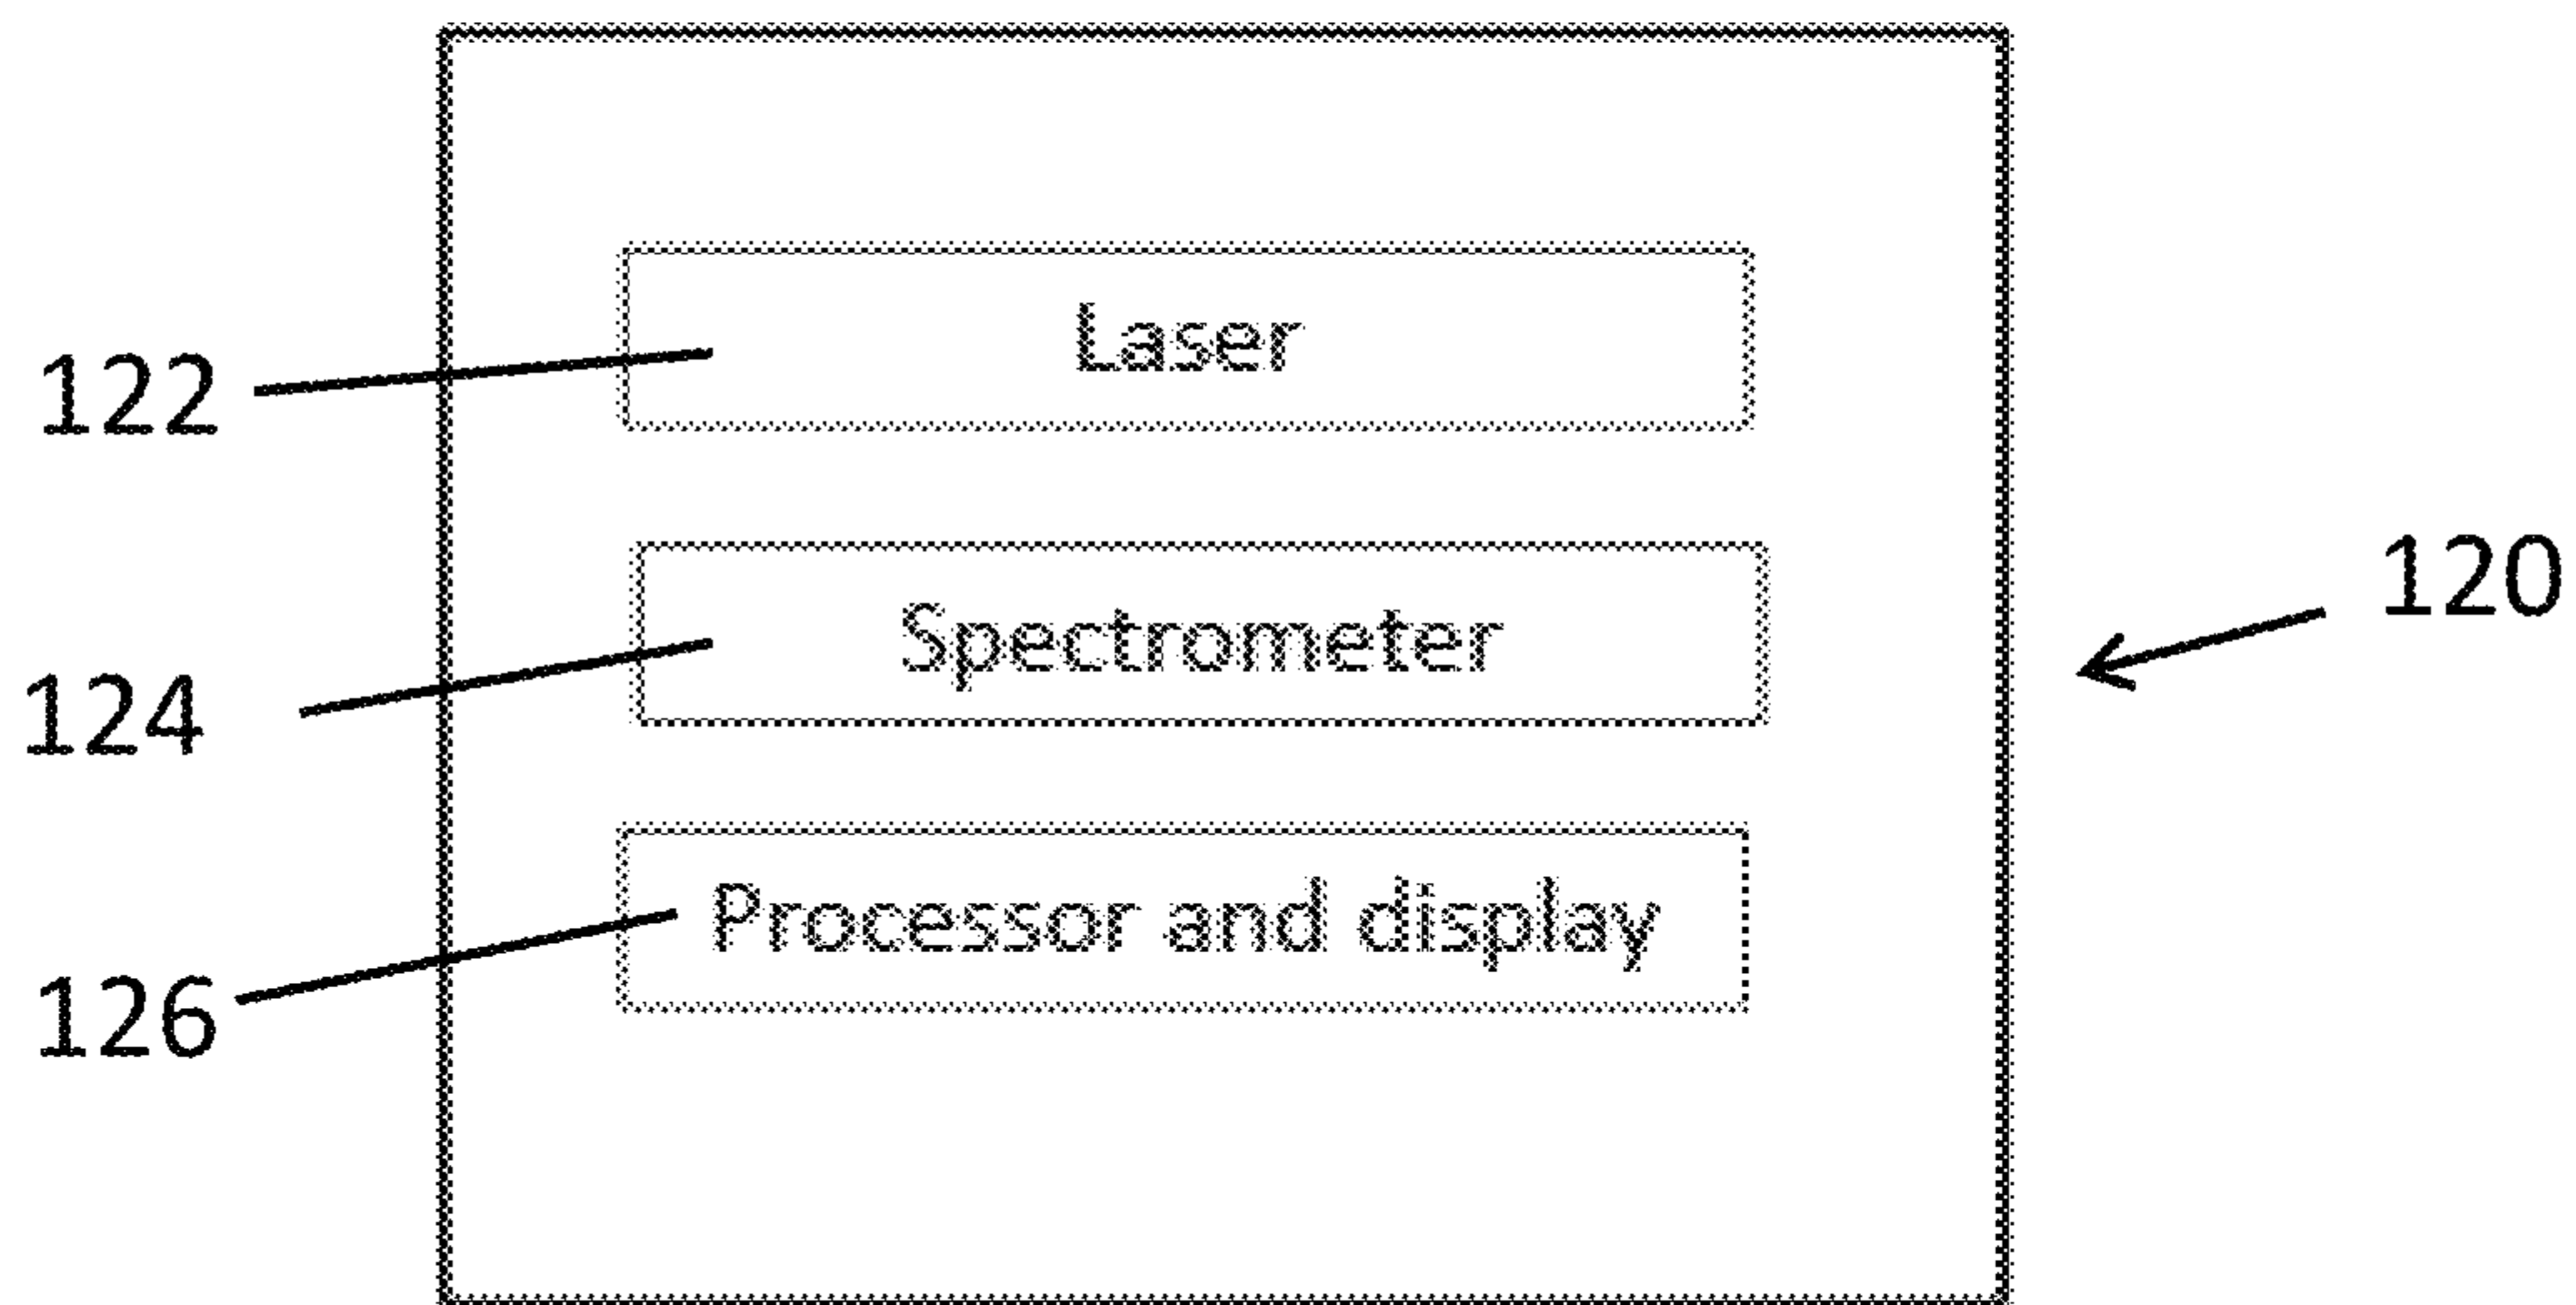 Laser
122
120
Spectrometer
124
Processor and display
126